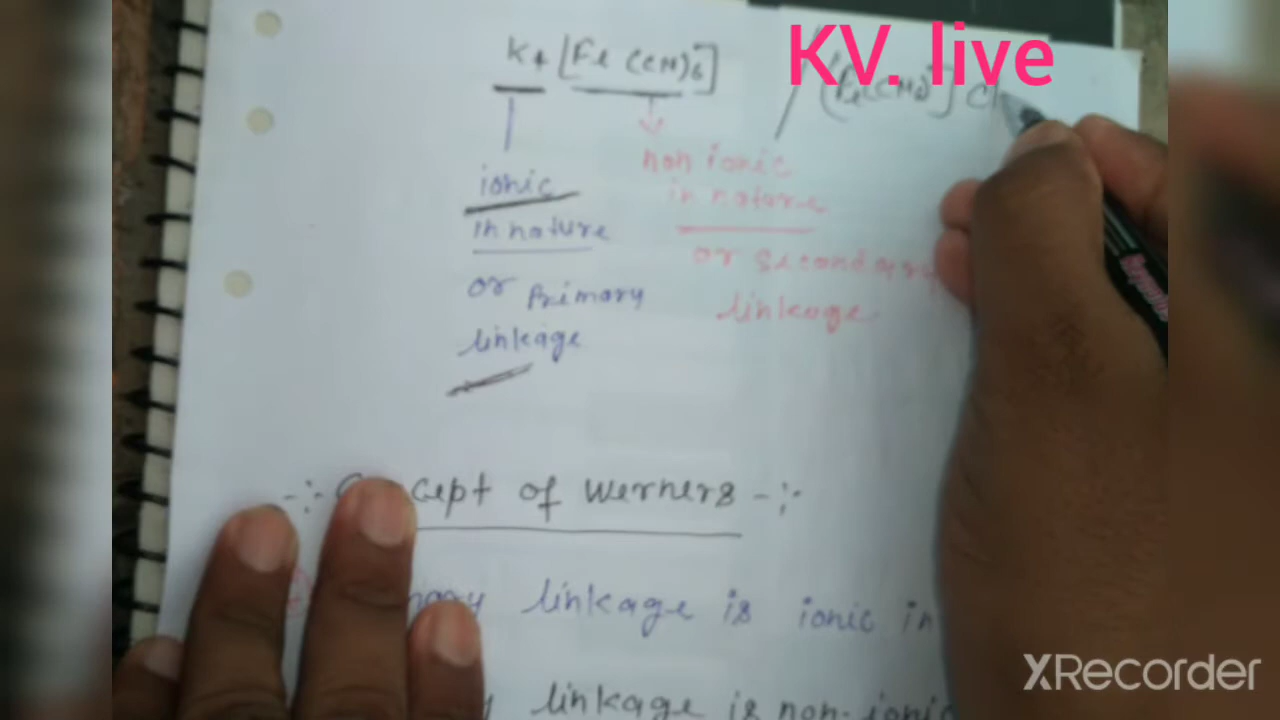 KV. live
K4 [Fe (CN)6]
ionic
in nature
or Primary
linkage
non ionic
in nature
or secondary
linkage
-:- Concept of Werners -:-
linkage is ionic in
linkage is non-ionic
XRecorder